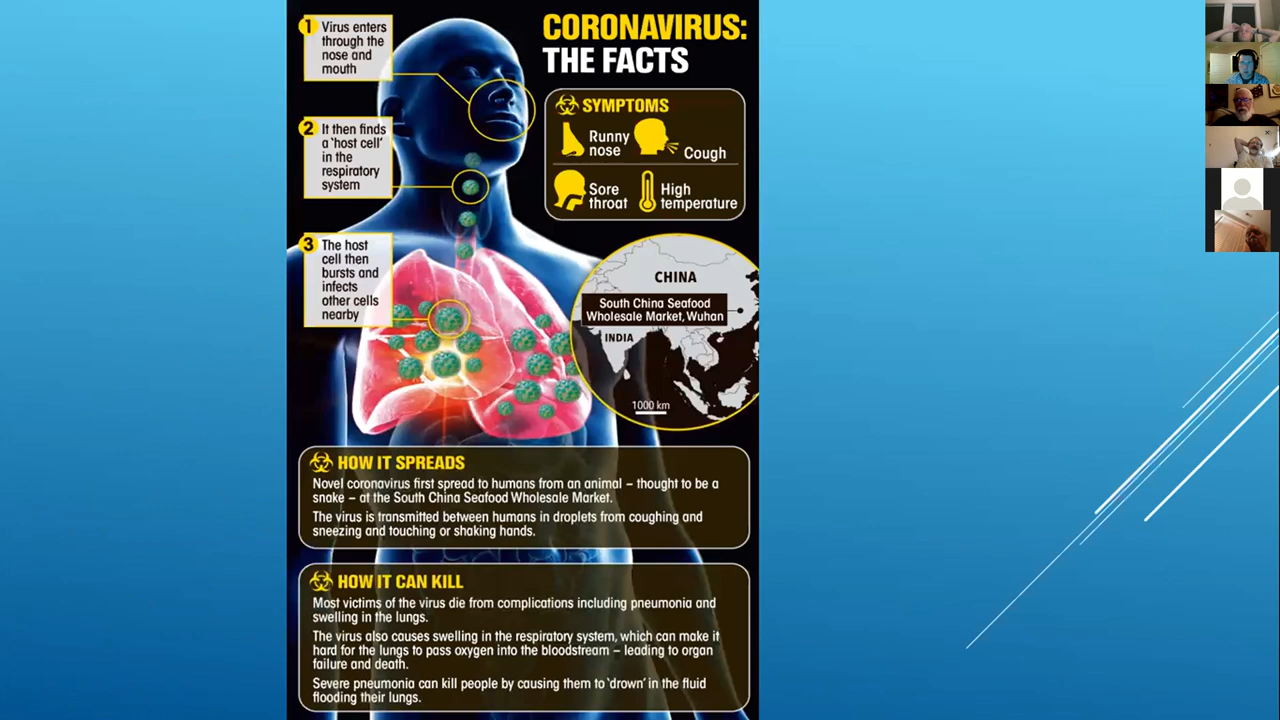 CORONAVIRUS:
THE FACTS
1
Virus enters
through the
nose and
mouth
2
It then finds
a 'host cell'
in the
respiratory
system
3
The host
cell then
bursts and
infects
other cells
nearby
SYMPTOMS
Runny
nose
Cough
Sore
throat
High
temperature
CHINA
South China Seafood
Wholesale Market, Wuhan
INDIA
1000 km
HOW IT SPREADS
Novel coronavirus first spread to humans from an animal – thought to be a
snake – at the South China Seafood Wholesale Market.
The virus is transmitted between humans in droplets from coughing and
sneezing and touching or shaking hands.
HOW IT CAN KILL
Most victims of the virus die from complications including pneumonia and
swelling in the lungs.
The virus also causes swelling in the respiratory system, which can make it
hard for the lungs to pass oxygen into the bloodstream – leading to organ
failure and death.
Severe pneumonia can kill people by causing them to 'drown' in the fluid
flooding their lungs.